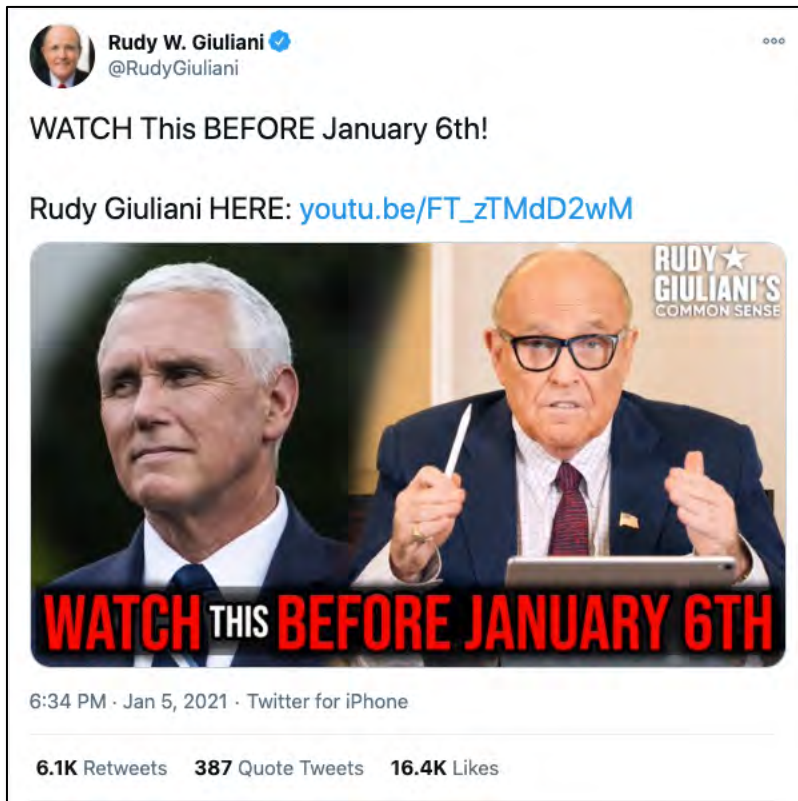 Rudy W. Giuliani
@RudyGiuliani
WATCH This BEFORE January 6th!
Rudy Giuliani HERE: youtu.be/FT_zTMdD2wM
RUDY★
GIULIANI'S
COMMON SENSE
WATCH THIS BEFORE JANUARY 6TH
6:34 PM · Jan 5, 2021 · Twitter for iPhone
6.1K Retweets 387 Quote Tweets 16.4K Likes